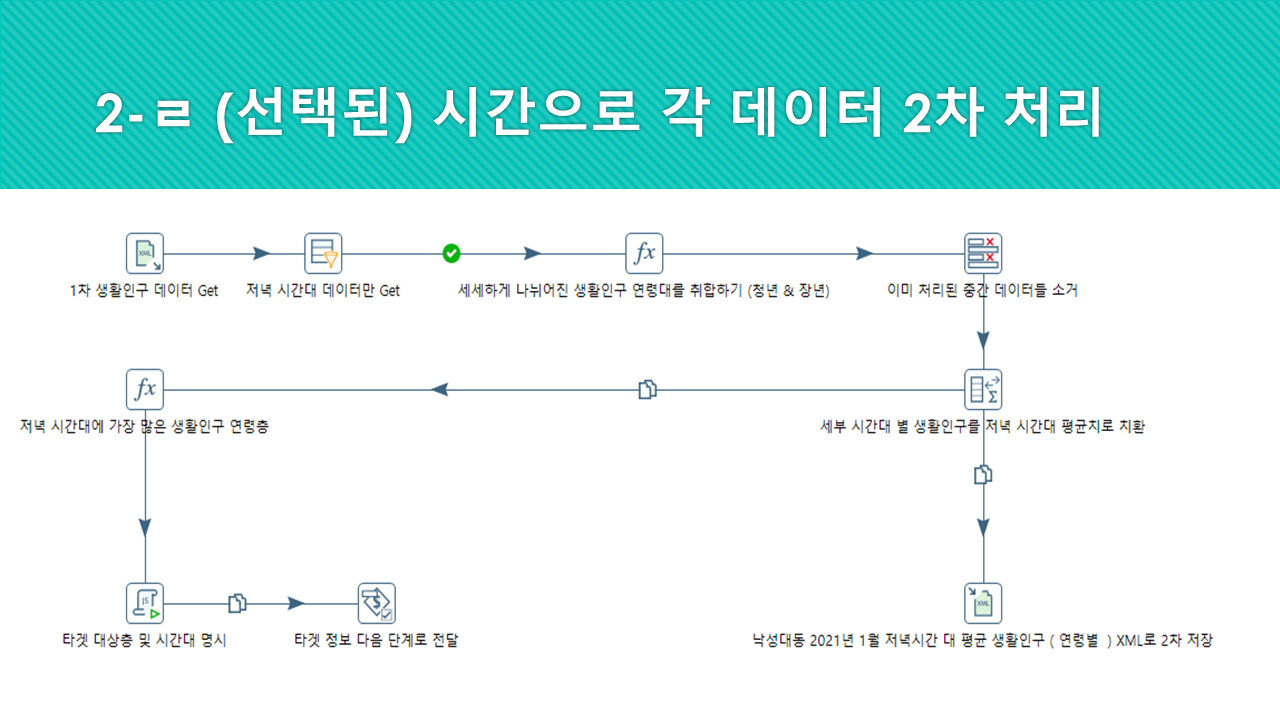 2-ㄹ (선택된) 시간으로 각 데이터 2차 처리
1차 생활인구 데이터 Get
저녁 시간대 데이터만 Get
세세하게 나뉘어진 생활인구 연령대를 취합하기 (청년 & 장년)
이미 처리된 중간 데이터들 소거
저녁 시간대에 가장 많은 생활인구 연령층
세부 시간대 별 생활인구를 저녁 시간대 평균치로 치환
타겟 대상층 및 시간대 명시
타겟 정보 다음 단계로 전달
낙성대동 2021년 1월 저녁시간 대 평균 생활인구 ( 연령별 ) XML로 2차 저장